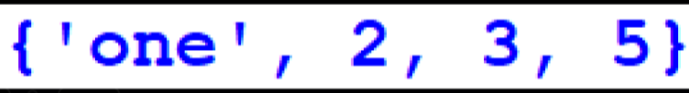 {'one', 2, 3, 5}